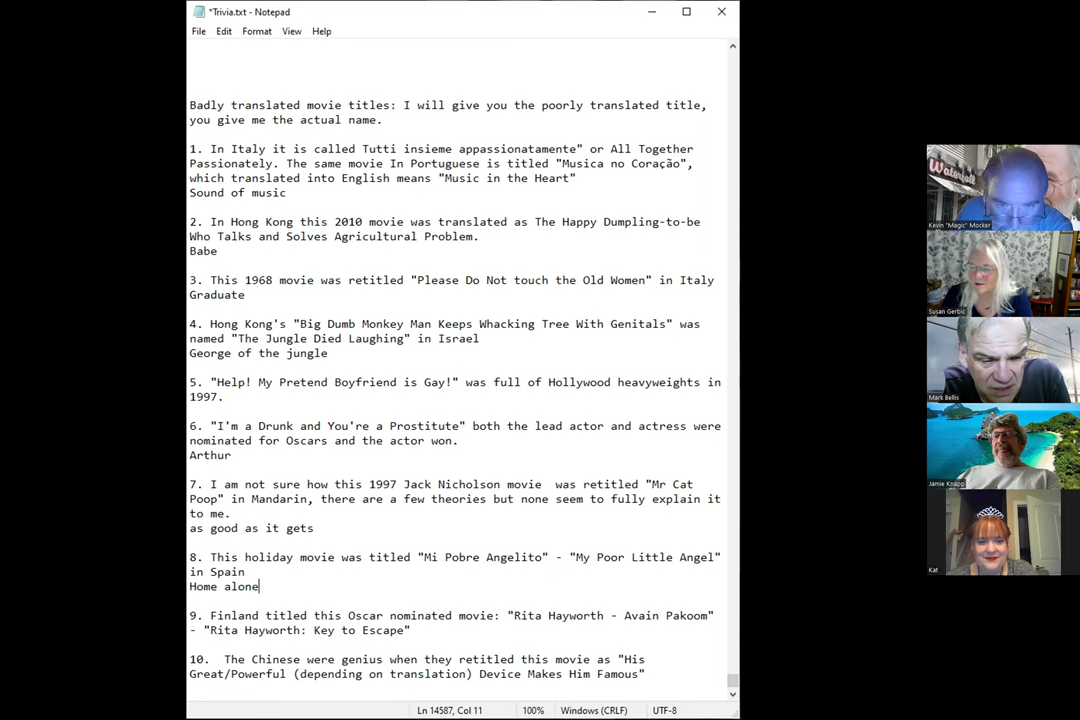 *Trivia.txt - Notepad
File Edit Format View Help
Badly translated movie titles: I will give you the poorly translated title,
you give me the actual name.
1. In Italy it is called Tutti insieme appassionatamente" or All Together
Passionately. The same movie In Portuguese is titled "Musica no Coração",
which translated into English means "Music in the Heart"
Sound of music
2. In Hong Kong this 2010 movie was translated as The Happy Dumpling-to-be
Who Talks and Solves Agricultural Problem.
Babe
3. This 1968 movie was retitled "Please Do Not touch the Old Women" in Italy
Graduate
4. Hong Kong's "Big Dumb Monkey Man Keeps Whacking Tree With Genitals" was
named "The Jungle Died Laughing" in Israel
George of the jungle
5. "Help! My Pretend Boyfriend is Gay!" was full of Hollywood heavyweights in
1997.
6. "I'm a Drunk and You're a Prostitute" both the lead actor and actress were
nominated for Oscars and the actor won.
Arthur
7. I am not sure how this 1997 Jack Nicholson movie  was retitled "Mr Cat
Poop" in Mandarin, there are a few theories but none seem to fully explain it
to me.
as good as it gets
8. This holiday movie was titled "Mi Pobre Angelito" - "My Poor Little Angel"
in Spain
Home alone
9. Finland titled this Oscar nominated movie: "Rita Hayworth - Avain Pakoom"
- "Rita Hayworth: Key to Escape"
10.  The Chinese were genius when they retitled this movie as "His
Great/Powerful (depending on translation) Device Makes Him Famous"
Ln 14587, Col 11 100% Windows (CRLF) UTF-8
Waterfall
Kevin "Magic" Mocker
Susan Gerbic
Mark Bellis
Jamie Knapp
Kat